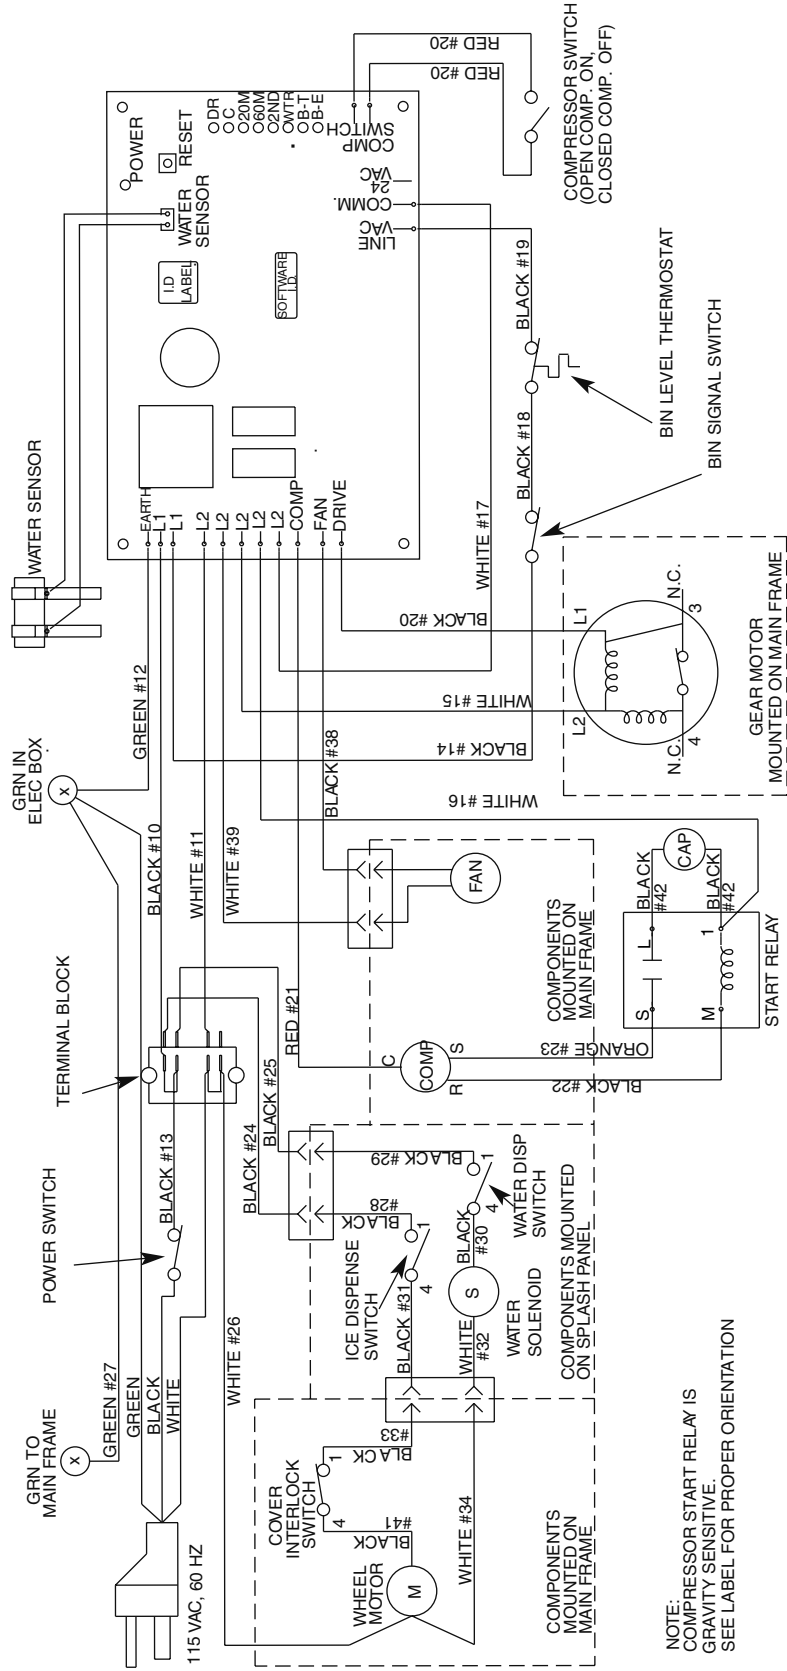 GRN TO
MAIN FRAME
X
115 VAC, 60 HZ
GREEN #27
GREEN
BLACK
WHITE
POWER SWITCH
TERMINAL BLOCK
GRN IN
ELEC BOX
X
WATER SENSOR
BLACK #13
BLACK #10
GREEN #12
WHITE #11
WHITE #39
WHITE #26
BLACK #24
BLACK #25
RED #21
BLACK #38
EARTH
L1
L1
L2
L2
L2
L2
L2
COMP
FAN
DRIVE
I.D
LABEL
SOFTWARE
I.D.
WATER
SENSOR
POWER
RESET
DR
C
20M
60M
2ND
WTR
B-T
B-E
COMP
SWITCH
24
VAC
COMM.
LINE
VAC
RED #20
RED #20
COMPRESSOR SWITCH
(OPEN COMP. ON,
CLOSED COMP. OFF)
COVER
INTERLOCK
SWITCH
1
4
BLACK
#33
BLACK
#41
WHEEL
MOTOR
M
WHITE #34
COMPONENTS
MOUNTED ON
MAIN FRAME
BLACK
#28
BLACK #29
ICE DISPENSE
SWITCH
1
4
BLACK #31
WHITE
#32
BLACK
#30
S
WATER
SOLENOID
WATER DISP
SWITCH
1
4
COMPONENTS MOUNTED
ON SPLASH PANEL
C
COMP
S
R
FAN
COMPONENTS
MOUNTED ON
MAIN FRAME
ORANGE #23
BLACK #22
S
L
M
1
START RELAY
BLACK
#42
BLACK
#42
CAP
WHITE #16
BLACK #14
WHITE #15
BLACK #20
WHITE #17
BLACK #18
BLACK #19
BIN LEVEL THERMOSTAT
BIN SIGNAL SWITCH
L2
L1
N.C.
4
N.C.
3
GEAR MOTOR
MOUNTED ON MAIN FRAME
NOTE:
COMPRESSOR START RELAY IS
GRAVITY SENSITIVE.
SEE LABEL FOR PROPER ORIENTATION